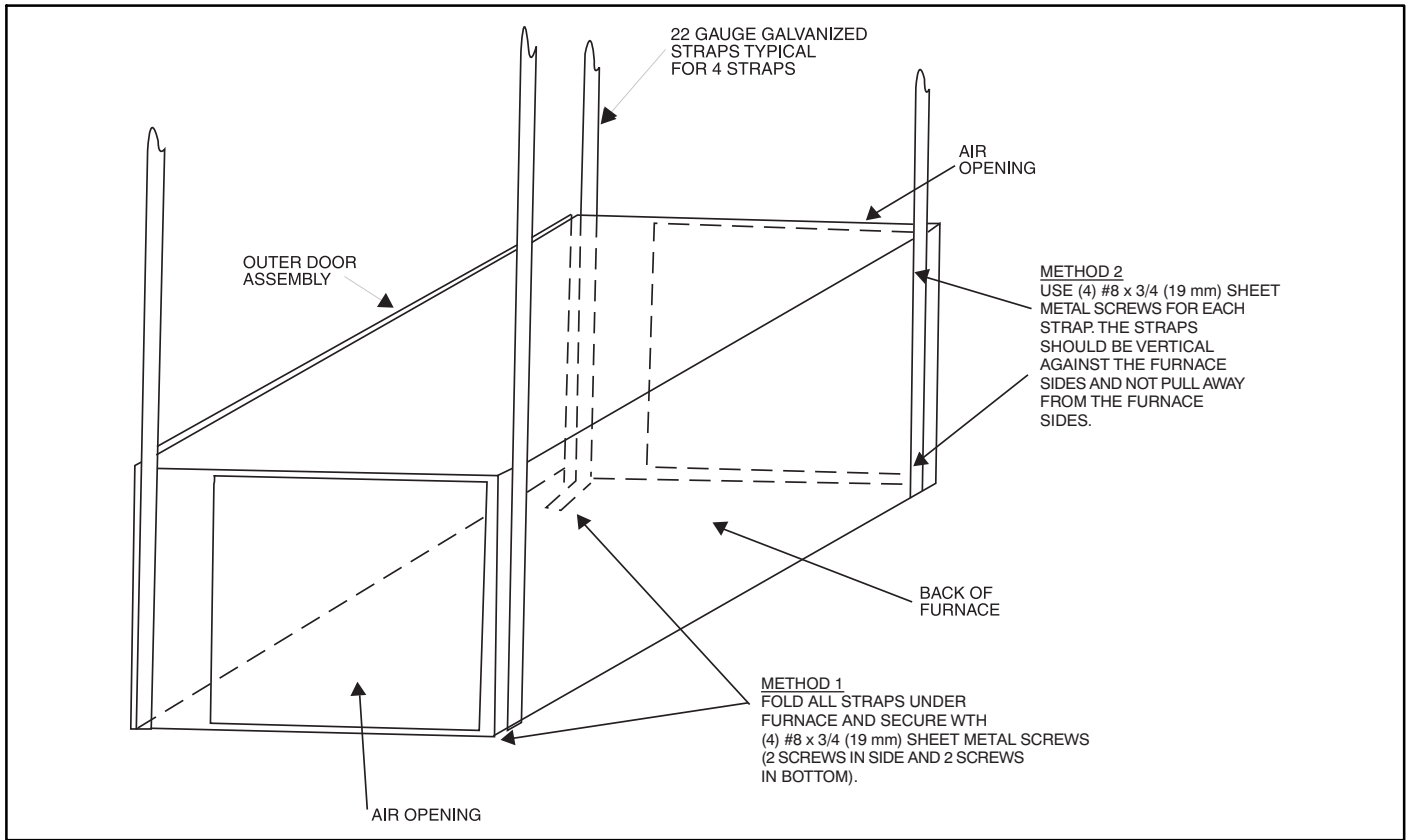 22 GAUGE GALVANIZED
STRAPS TYPICAL
FOR 4 STRAPS
AIR
OPENING
OUTER DOOR
ASSEMBLY
METHOD 2
USE (4) #8 x 3/4 (19 mm) SHEET
METAL SCREWS FOR EACH
STRAP. THE STRAPS
SHOULD BE VERTICAL
AGAINST THE FURNACE
SIDES AND NOT PULL AWAY
FROM THE FURNACE
SIDES.
BACK OF
FURNACE
METHOD 1
FOLD ALL STRAPS UNDER
FURNACE AND SECURE WTH
(4) #8 x 3/4 (19 mm) SHEET METAL SCREWS
(2 SCREWS IN SIDE AND 2 SCREWS
IN BOTTOM).
AIR OPENING